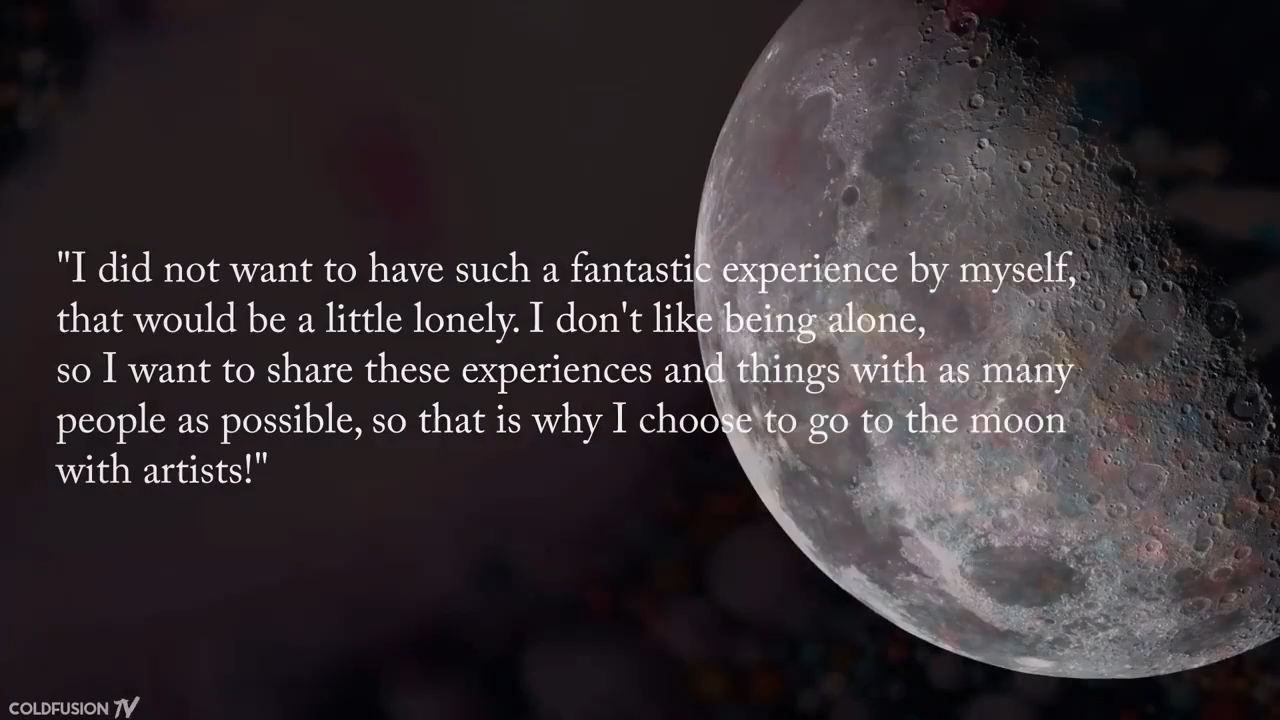 "I did not want to have such a fantastic experience by myself,
that would be a little lonely. I don't like being alone,
so I want to share these experiences and things with as many
people as possible, so that is why I choose to go to the moon
with artists!"
COLDFUSION TV